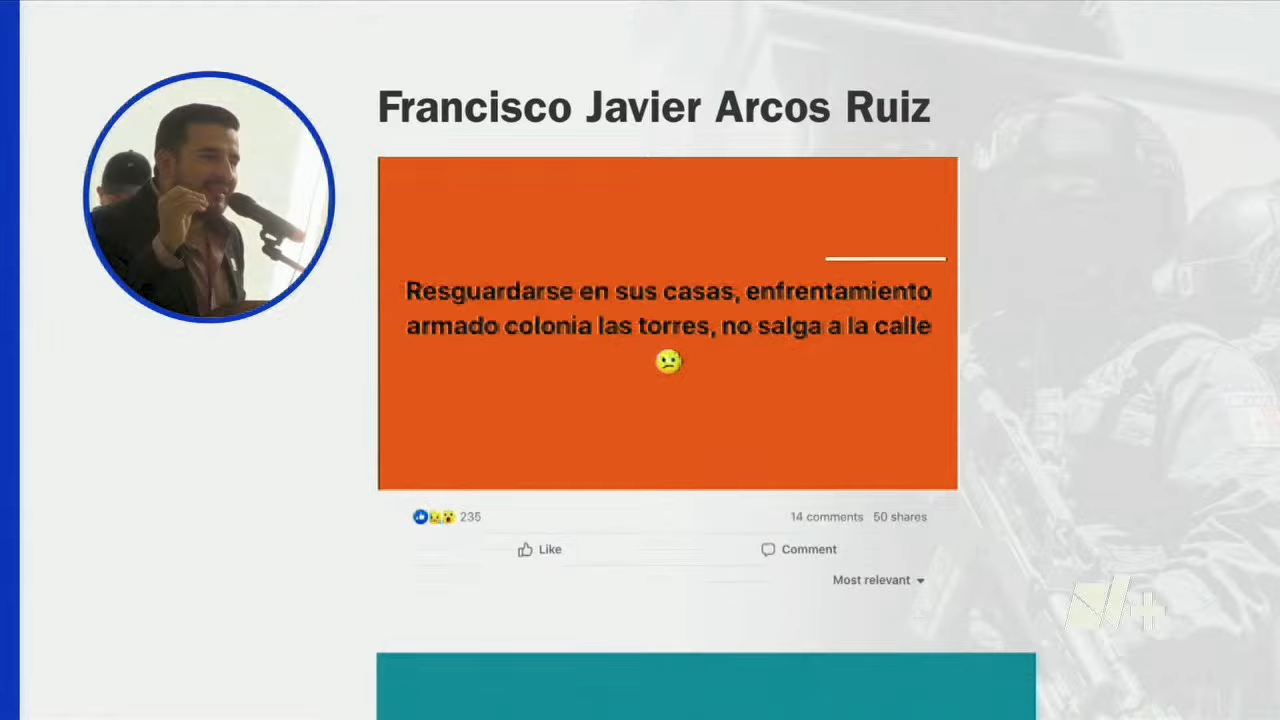 Francisco Javier Arcos Ruiz
Resguardarse en sus casas, enfrentamiento
armado colonia las torres, no salga a la calle
235
14 comments 50 shares
Like
Comment
Most relevant
N+